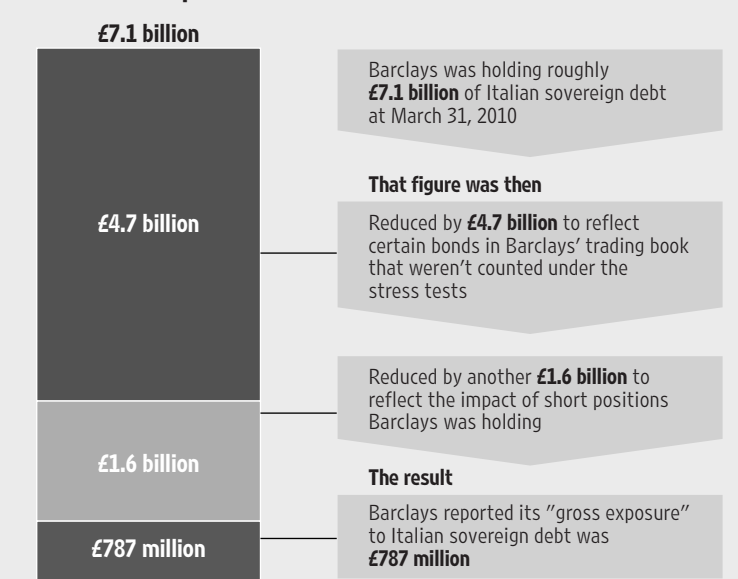 £7.1 billion
Barclays was holding roughly
£7.1 billion of Italian sovereign debt
at March 31, 2010
That figure was then
£4.7 billion
Reduced by £4.7 billion to reflect
certain bonds in Barclays' trading book
that weren't counted under the
stress tests
Reduced by another £1.6 billion to
reflect the impact of short positions
Barclays was holding
£1.6 billion
The result
Barclays reported its "gross exposure"
to Italian sovereign debt was
£787 million
£787 million